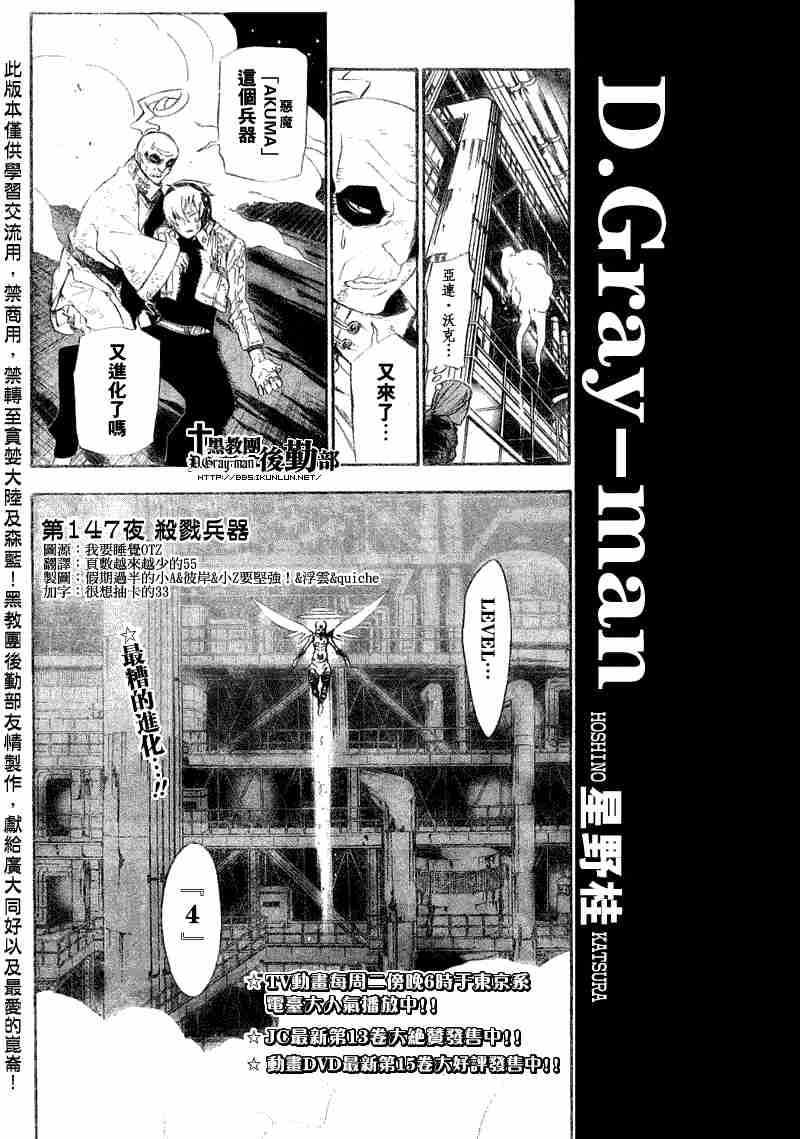 D.Gray-man
HOSHINO
星野桂
KATSURA
亞連‧沃克…
又來了…
惡魔
「AKUMA」
這個兵器
又進化了嗎
黑教團
D.Gray-man 後勤部
HTTP://BBS.IKUNLUN.NET/
第147夜 殺戮兵器
圖源：我要睡覺OTZ
翻譯：頁數越來越少的55
製圖：假期過半的小A&彼岸&小Z要堅強！&浮雲&quiche
加字：很想抽卡的33
LEVEL…
☆最糟的進化…!!
『4』
☆TV動畫每周二傍晚6時于東京系
電臺大人氣播放中!!
☆JC最新第13卷大絕贊發售中!!
☆動畫DVD最新第15卷大好評發售中!!
此版本僅供學習交流用，禁商用，禁轉至貪婪大陸及森藍！黑教團後勤部友情製作，獻給廣大同好以及最愛的崑崙！